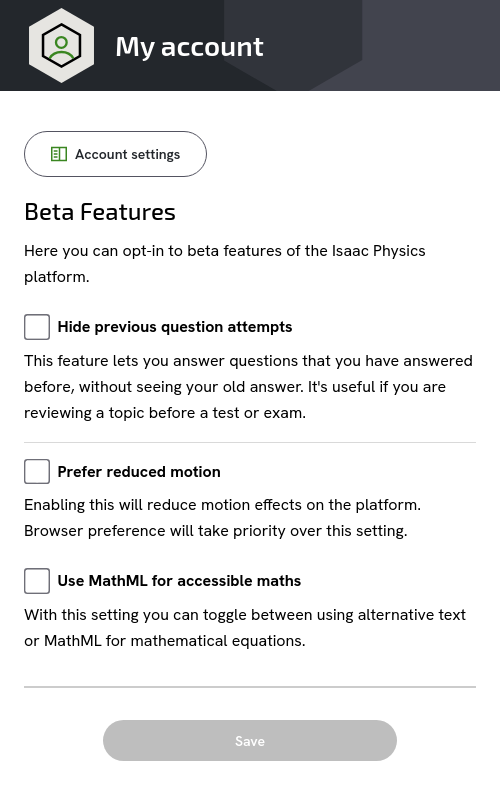 My account
Account settings
Beta Features
Here you can opt-in to beta features of the Isaac Physics
platform.
Hide previous question attempts
This feature lets you answer questions that you have answered
before, without seeing your old answer. It's useful if you are
reviewing a topic before a test or exam.
Prefer reduced motion
Enabling this will reduce motion effects on the platform.
Browser preference will take priority over this setting.
Use MathML for accessible maths
With this setting you can toggle between using alternative text
or MathML for mathematical equations.
Save